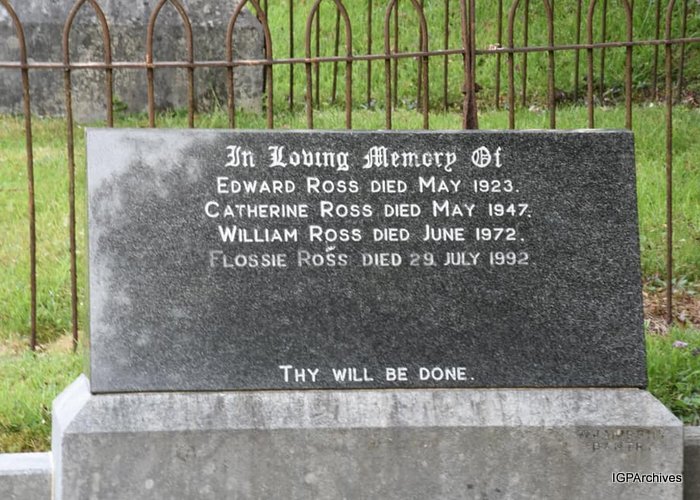 In Loving Memory Of
Edward Ross died May 1923.
Catherine Ross died May 1947.
William Ross died June 1972.
Flossie Ross died 29. July 1992.
Thy will be done.
IGPArchives